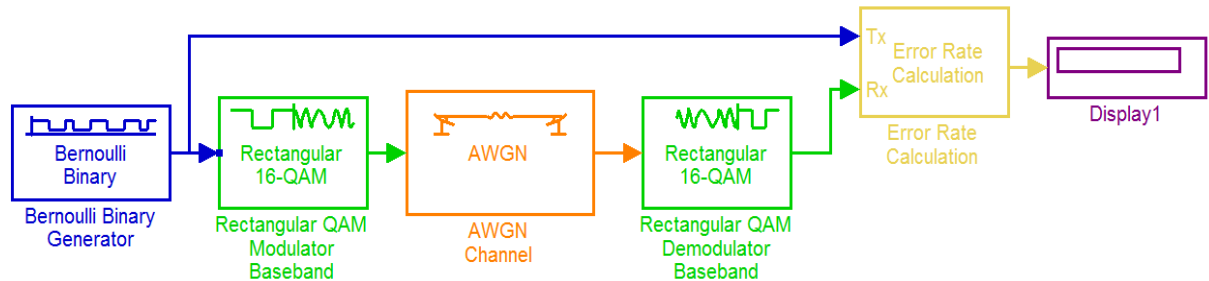 Bernoulli
Binary
Bernoulli Binary
Generator
Rectangular
16-QAM
Rectangular QAM
Modulator
Baseband
AWGN
AWGN
Channel
Rectangular
16-QAM
Rectangular QAM
Demodulator
Baseband
Tx
Rx
Error Rate
Calculation
Error Rate
Calculation
Display1